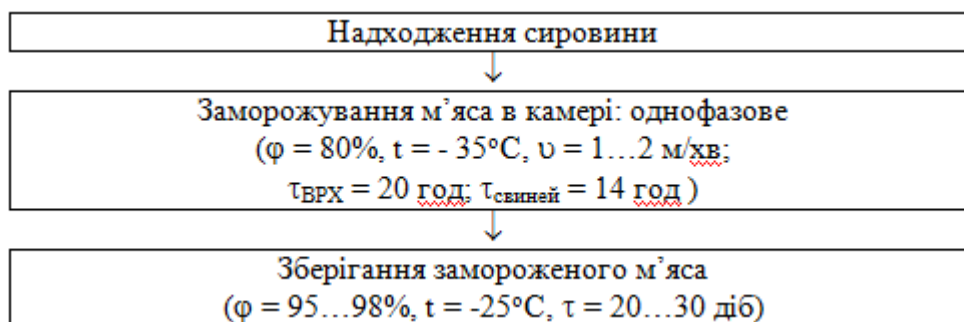 Надходження сировини
↓
Заморожування м’яса в камері: однофазове
(φ = 80%, t = - 35°С, υ = 1…2 м/хв;
τВРХ = 20 год; τсвиней = 14 год )
↓
Зберігання замороженого м’яса
(φ = 95…98%, t = -25°С, τ = 20…30 діб)